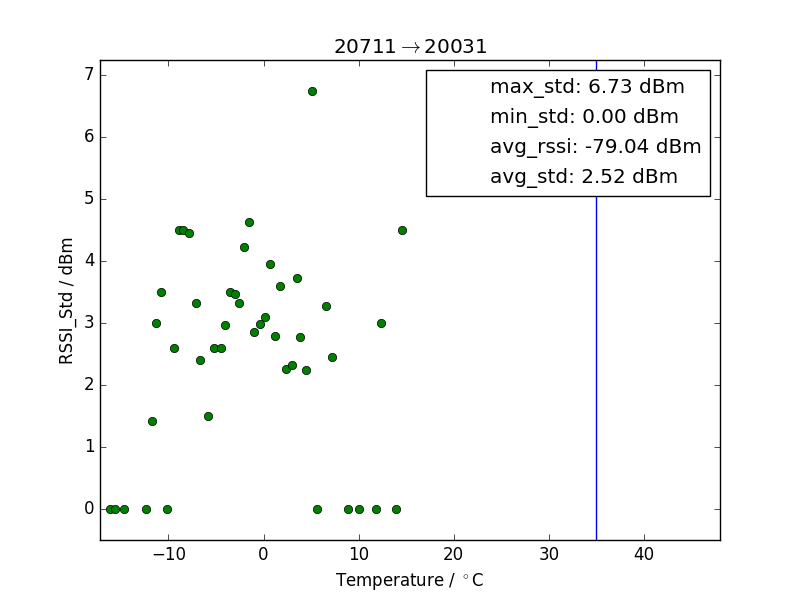 20711→20031
max_std: 6.73 dBm
min_std: 0.00 dBm
avg_rssi: -79.04 dBm
avg_std: 2.52 dBm
RSSI_Std / dBm
7
6
5
4
3
2
1
0
−10 0 10 20 30 40
Temperature / °C